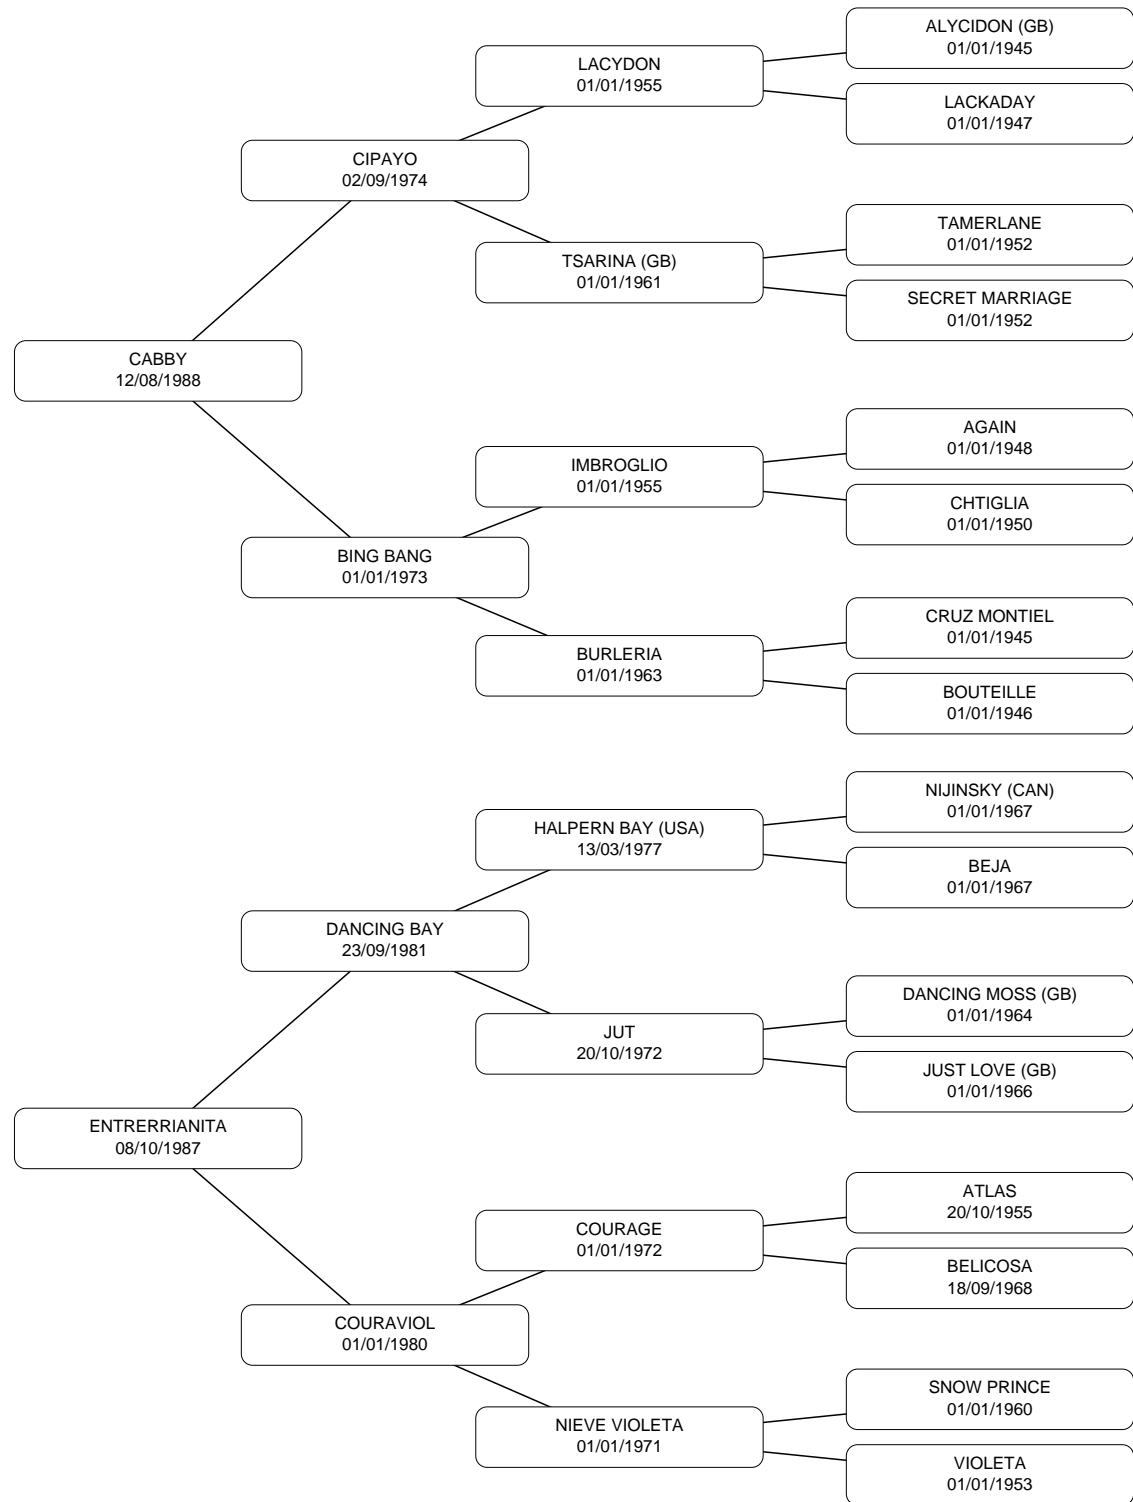 ALYCIDON (GB)
01/01/1945
LACYDON
01/01/1955
LACKADAY
01/01/1947
CIPAYO
02/09/1974
TAMERLANE
01/01/1952
TSARINA (GB)
01/01/1961
SECRET MARRIAGE
01/01/1952
CABBY
12/08/1988
AGAIN
01/01/1948
IMBROGLIO
01/01/1955
CHTIGLIA
01/01/1950
BING BANG
01/01/1973
CRUZ MONTIEL
01/01/1945
BURLERIA
01/01/1963
BOUTEILLE
01/01/1946
NIJINSKY (CAN)
01/01/1967
HALPERN BAY (USA)
13/03/1977
BEJA
01/01/1967
DANCING BAY
23/09/1981
DANCING MOSS (GB)
01/01/1964
JUT
20/10/1972
JUST LOVE (GB)
01/01/1966
ENTRERRIANITA
08/10/1987
ATLAS
20/10/1955
COURAGE
01/01/1972
BELICOSA
18/09/1968
COURAVIOL
01/01/1980
SNOW PRINCE
01/01/1960
NIEVE VIOLETA
01/01/1971
VIOLETA
01/01/1953